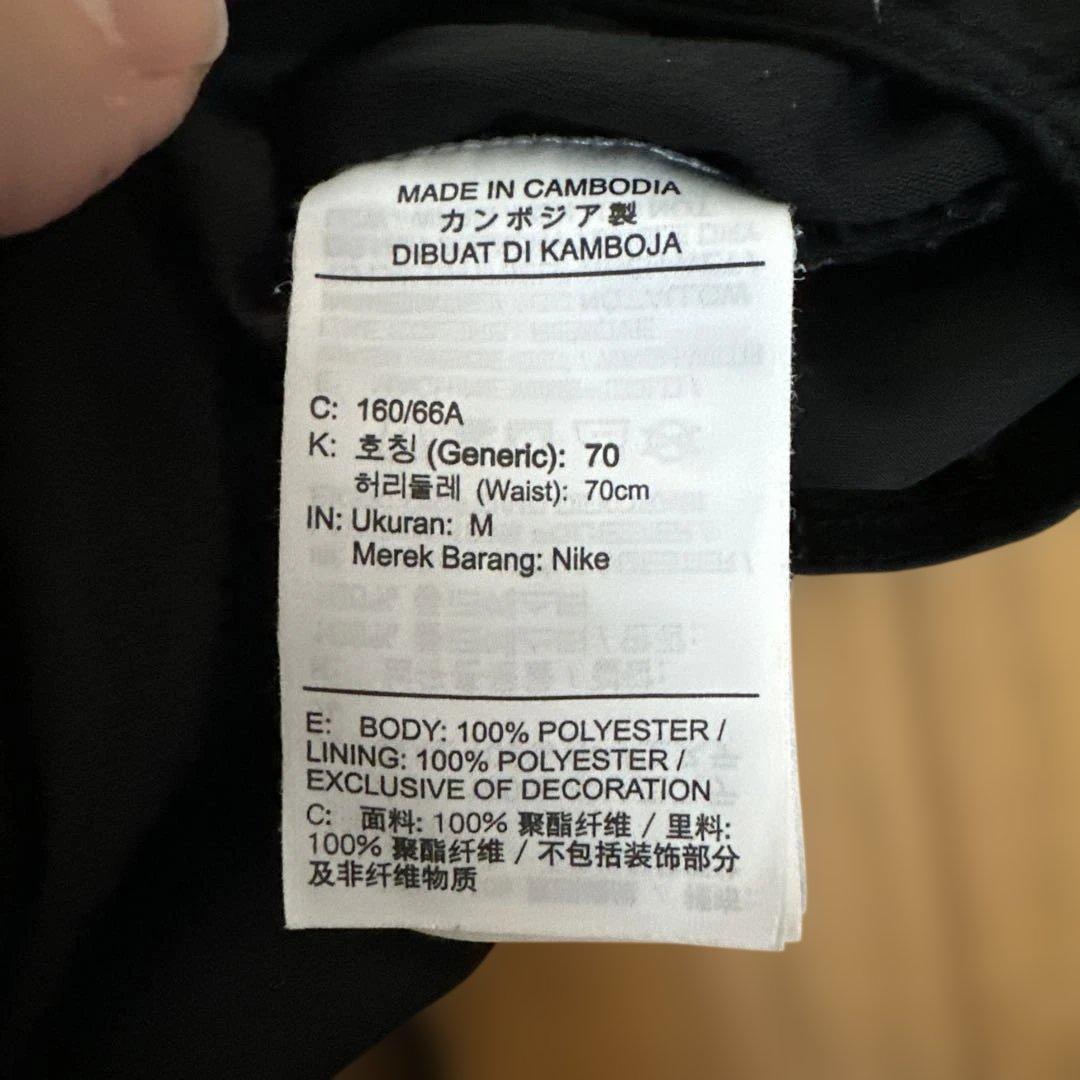 MADE IN CAMBODIA
カンボジア製
DIBUAT DI KAMBOJA
C: 160/66A
K: 호칭 (Generic): 70
허리둘레 (Waist): 70cm
IN: Ukuran: M
Merek Barang: Nike
E: BODY: 100% POLYESTER /
LINING: 100% POLYESTER /
EXCLUSIVE OF DECORATION
C: 面料: 100% 聚酯纤维 / 里料:
100% 聚酯纤维 / 不包括装饰部分
及非纤维物质